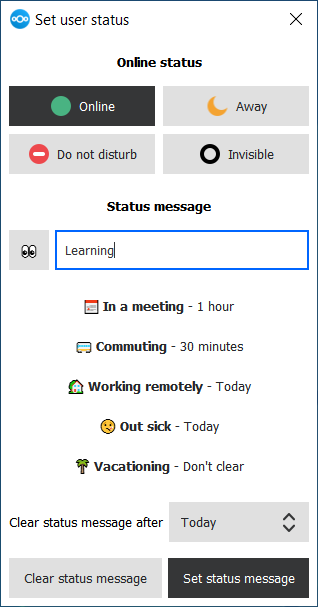 Set user status
Online status
Online
Away
Do not disturb
Invisible
Status message
Learning
In a meeting - 1 hour
Commuting - 30 minutes
Working remotely - Today
Out sick - Today
Vacationing - Don't clear
Clear status message after Today
Clear status message
Set status message